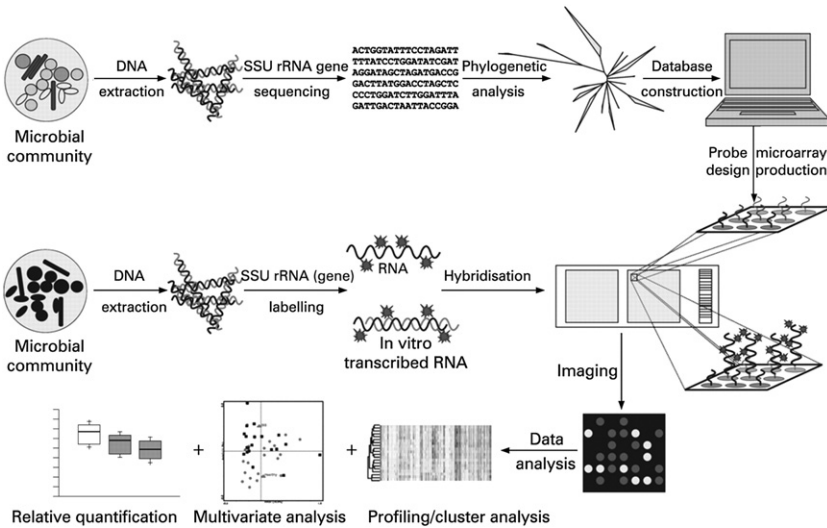 DNA
extraction
SSU rRNA gene
sequencing
ACTGGTATTTCCTAGATT
TTTATCCTGGATATCGAT
AGGATAGCTAGATGACCG
GACTTATGGACCTAGCTC
CCCTGGATCTTGGATTTA
GATTGACTAATTACCGGA
Phylogenetic
analysis
Database
construction
Microbial
community
Probe microarray
design production
DNA
extraction
SSU rRNA (gene)
labelling
RNA
In vitro
transcribed RNA
Hybridisation
Microbial
community
Imaging
+
+
Data
analysis
Relative quantification
Multivariate analysis
Profiling/cluster analysis